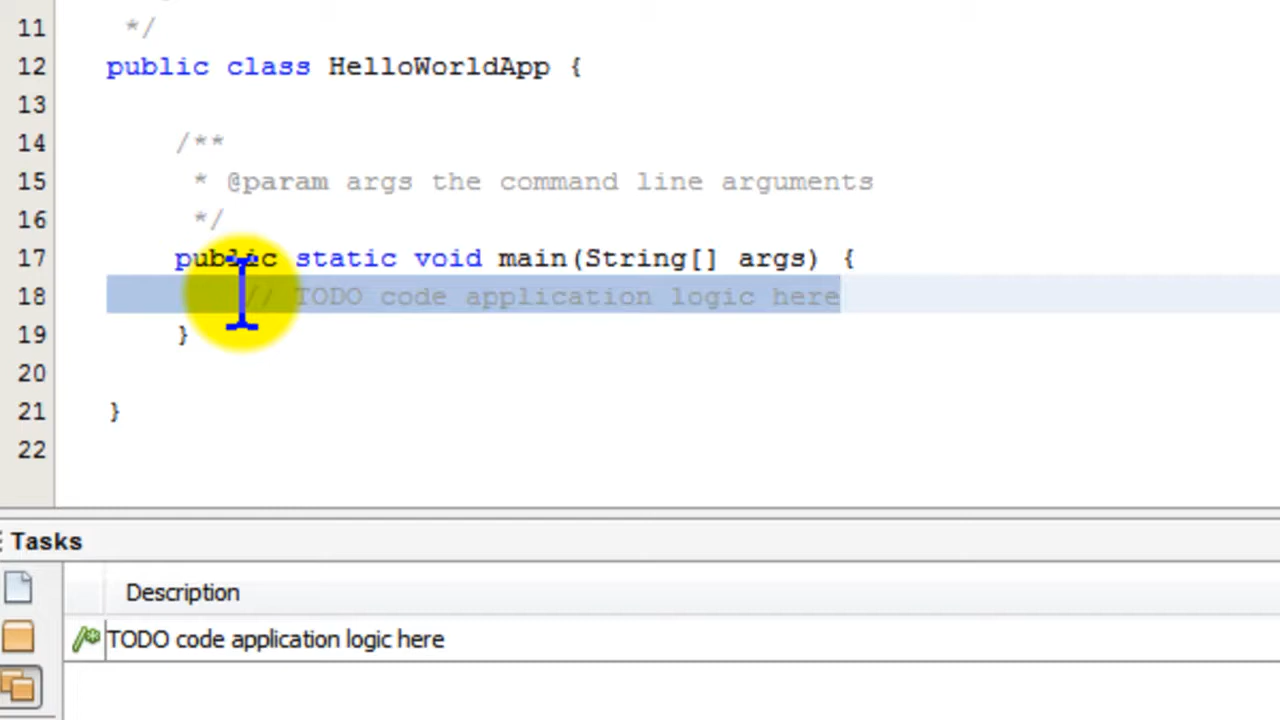 11 */
12 public class HelloWorldApp {
13
14 /**
15 * @param args the command line arguments
16 */
17 public static void main(String[] args) {
18 // TODO code application logic here
19 }
20
21 }
22
Tasks
Description
TODO code application logic here